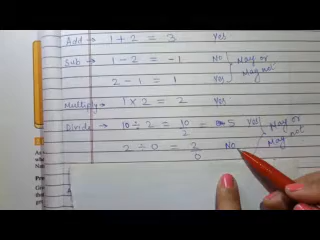 Add → 1 + 2 = 3 Yes
Sub → 1 - 2 = -1 No May or
2 - 1 = 1 Yes May not
Multiply → 1 x 2 = 2 Yes
Divide → 10 ÷ 2 = 10/2 = 5 Yes May or
2 ÷ 0 = 2/0 No May not